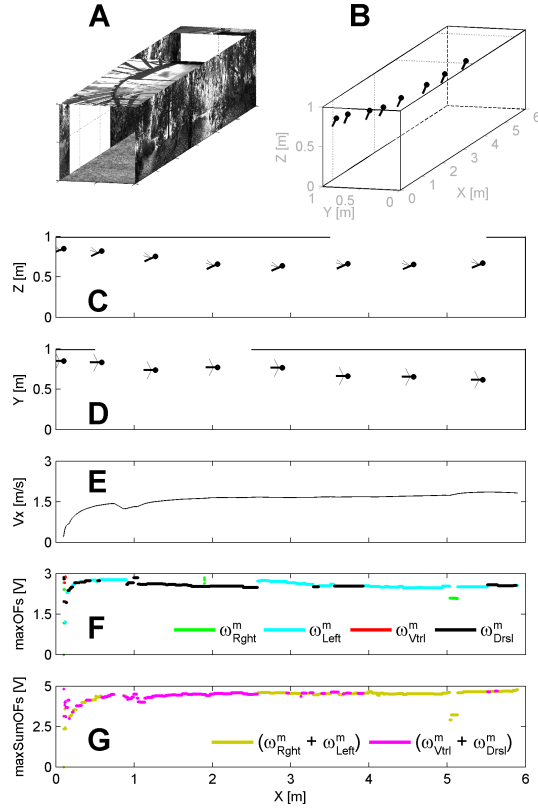 A
B
1
0.5
0
Z [m]
1
0.5
0
Y [m]
0
1
2
3
4
5
6
X [m]
1
0.5
0
Z [m]
C
1
0.5
0
Y [m]
D
3
1.5
0
Vx [m/s]
E
3
1.5
0
maxOFs [V]
F
ω^m_Rght
ω^m_Left
ω^m_Vtrl
ω^m_Drsl
5
2.5
0
maxSumOFs [V]
G
(ω^m_Rght + ω^m_Left)
(ω^m_Vtrl + ω^m_Drsl)
0 1 2 3 4 5 6
X [m]